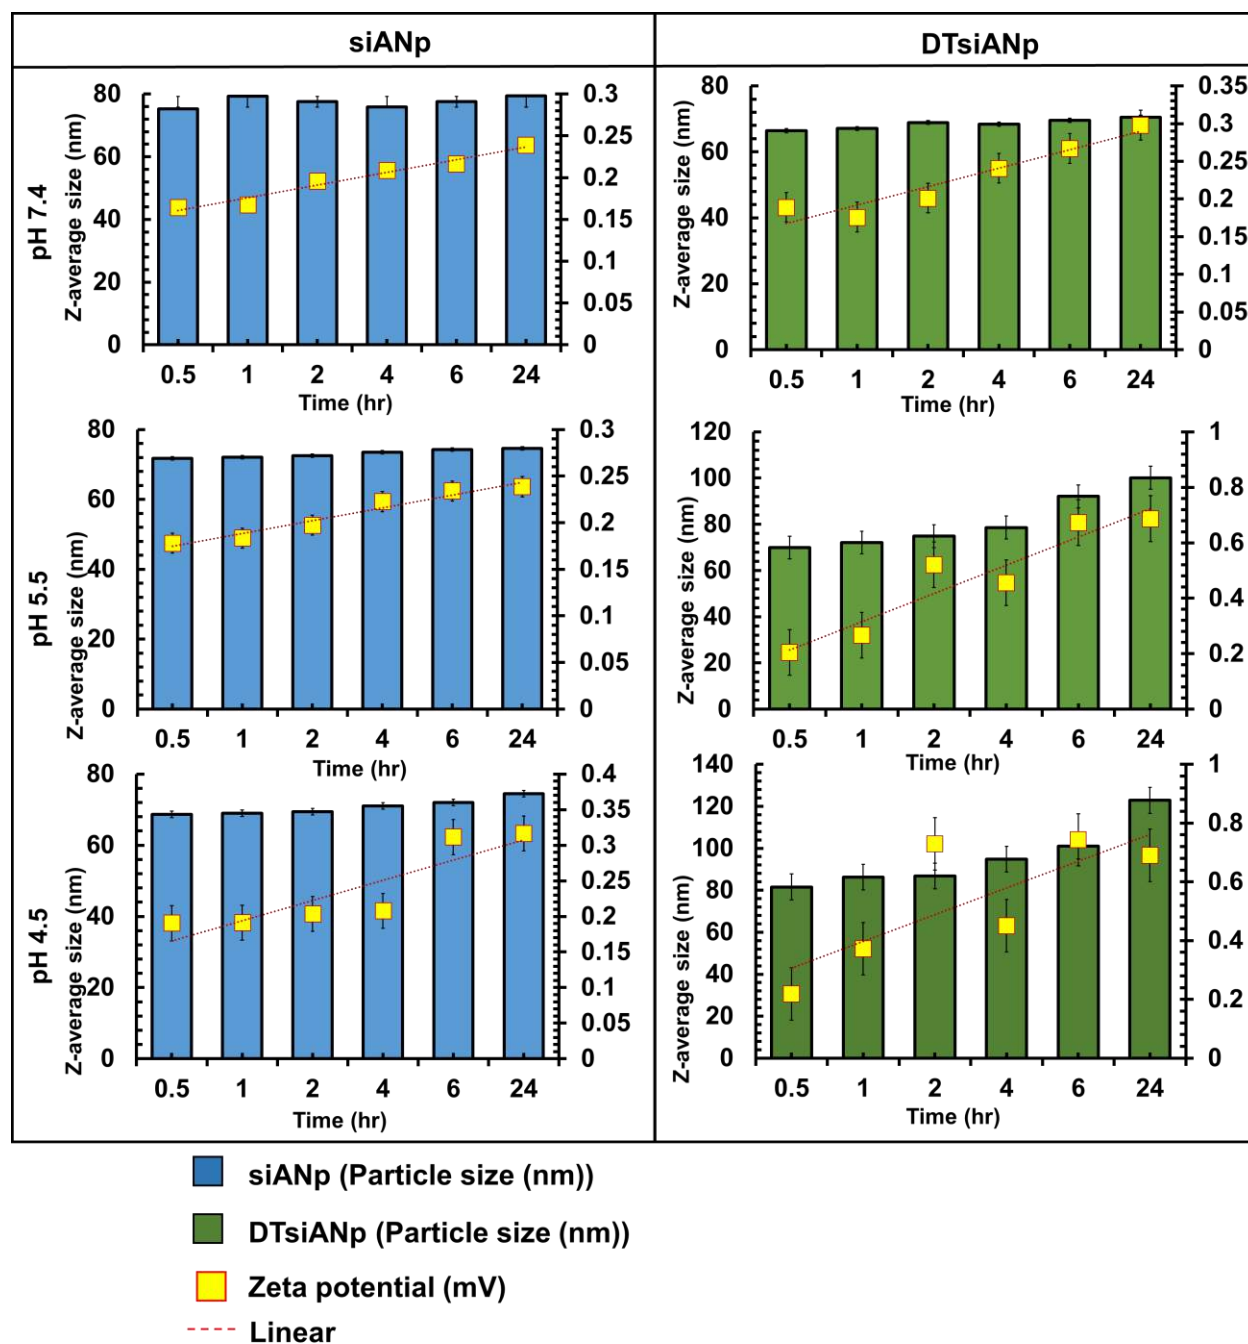 siANp
DTsiANp
pH 7.4
Z-average size (nm)
80
60
40
20
0
0.3
0.25
0.2
0.15
0.1
0.05
0
0.5 1 2 4 6 24
Time (hr)
Z-average size (nm)
80
60
40
20
0
0.35
0.3
0.25
0.2
0.15
0.1
0.05
0
0.5 1 2 4 6 24
Time (hr)
pH 5.5
Z-average size (nm)
80
60
40
20
0
0.3
0.25
0.2
0.15
0.1
0.05
0
0.5 1 2 4 6 24
Time (hr)
Z-average size (nm)
120
100
80
60
40
20
0
1
0.8
0.6
0.4
0.2
0
0.5 1 2 4 6 24
Time (hr)
pH 4.5
Z-average size (nm)
80
60
40
20
0
0.4
0.35
0.3
0.25
0.2
0.15
0.1
0.05
0
0.5 1 2 4 6 24
Time (hr)
Z-average size (nm)
140
120
100
80
60
40
20
0
1
0.8
0.6
0.4
0.2
0
0.5 1 2 4 6 24
Time (hr)
siANp (Particle size (nm))
DTsiANp (Particle size (nm))
Zeta potential (mV)
Linear